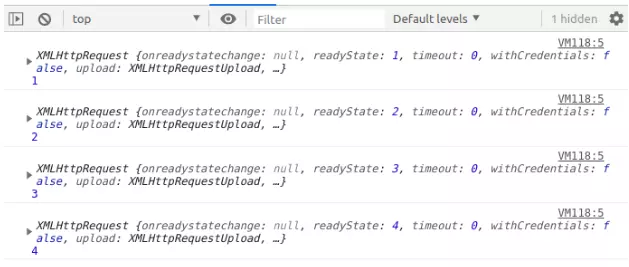 top Filter Default levels 1 hidden
VM118:5
XMLHttpRequest {onreadystatechange: null, readyState: 1, timeout: 0, withCredentials: f
alse, upload: XMLHttpRequestUpload, …}
1
VM118:5
XMLHttpRequest {onreadystatechange: null, readyState: 2, timeout: 0, withCredentials: f
alse, upload: XMLHttpRequestUpload, …}
2
VM118:5
XMLHttpRequest {onreadystatechange: null, readyState: 3, timeout: 0, withCredentials: f
alse, upload: XMLHttpRequestUpload, …}
3
VM118:5
XMLHttpRequest {onreadystatechange: null, readyState: 4, timeout: 0, withCredentials: f
alse, upload: XMLHttpRequestUpload, …}
4